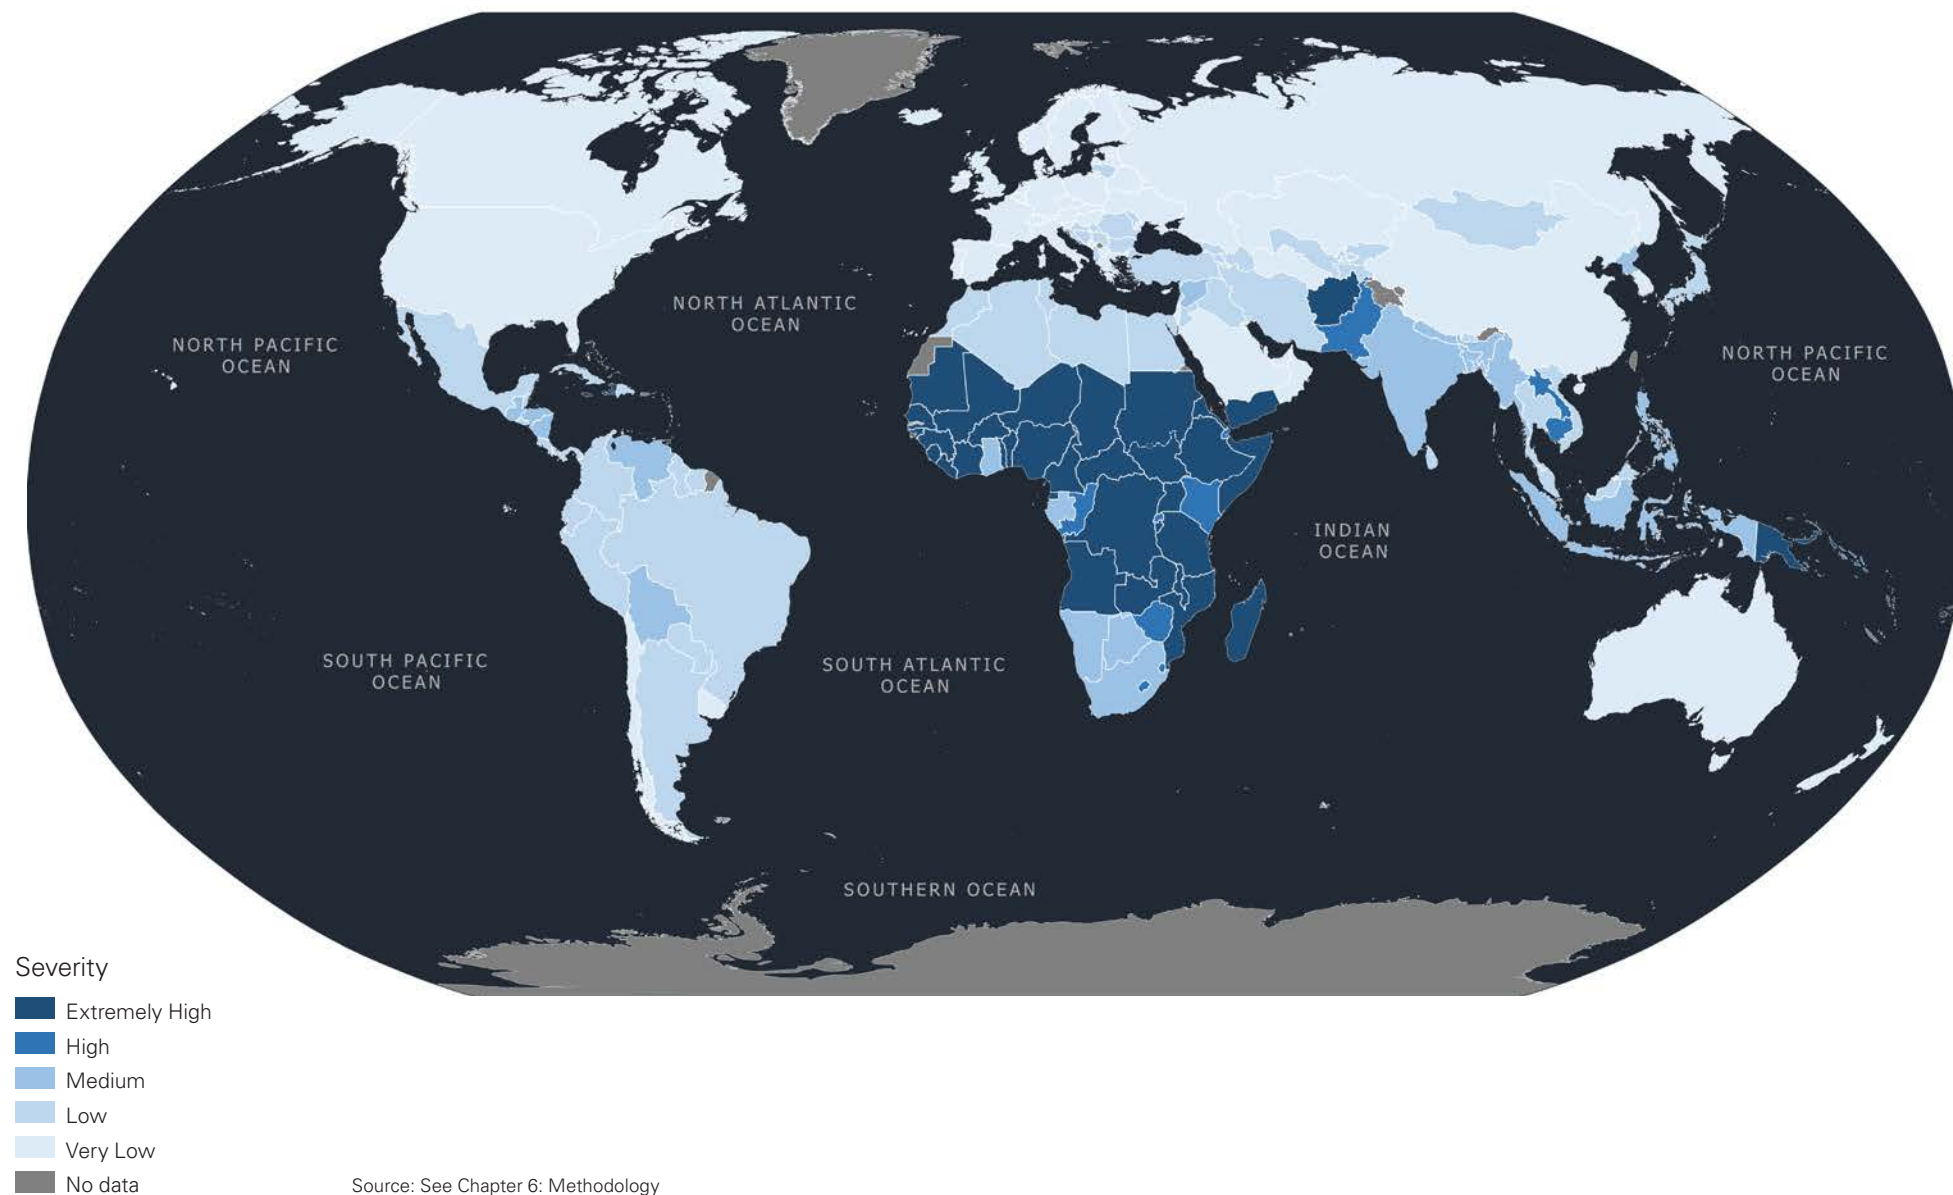 NORTH ATLANTIC
OCEAN
NORTH PACIFIC
OCEAN
NORTH PACIFIC
OCEAN
INDIAN
OCEAN
SOUTH PACIFIC
OCEAN
SOUTH ATLANTIC
OCEAN
SOUTHERN OCEAN
Severity
Extremely High
High
Medium
Low
Very Low
No data
Source: See Chapter 6: Methodology